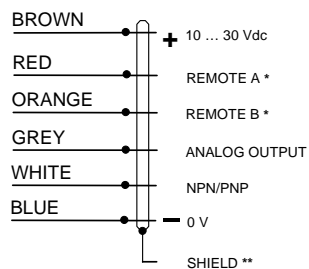 BROWN + 10 … 30 Vdc
RED REMOTE A *
ORANGE REMOTE B *
GREY ANALOG OUTPUT
WHITE NPN/PNP
BLUE − 0 V
SHIELD **